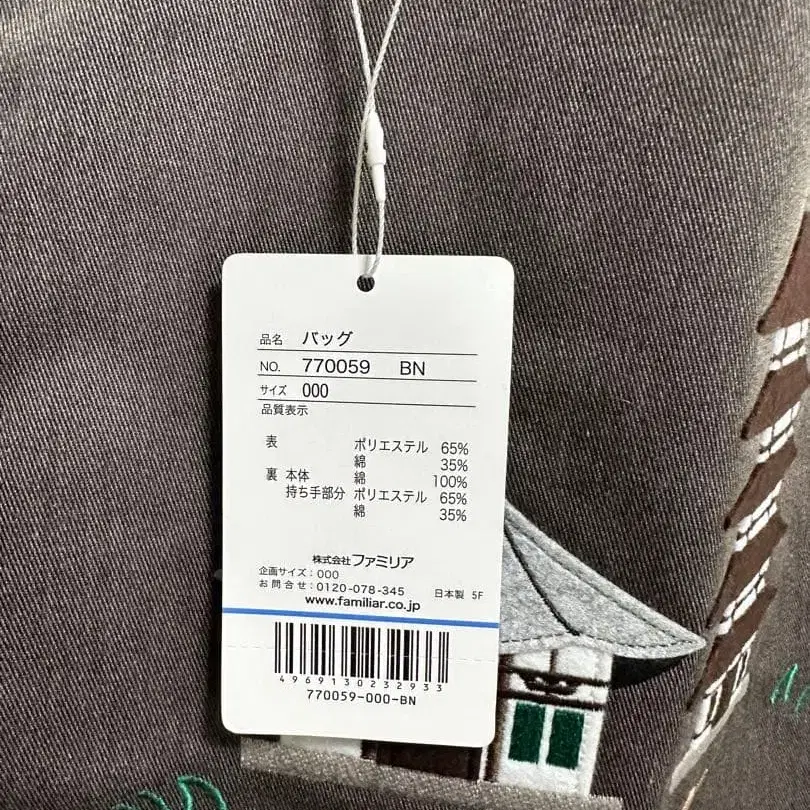 品名 バッグ
NO. 770059 BN
サイズ 000
品質表示
表 ポリエステル 65%
綿 35%
裏 本体 綿 100%
持ち手部分 ポリエステル 65%
綿 35%
株式会社 ファミリア
企画サイズ:000
お問合せ:0120-078-345 日本製 5F
www.familiar.co.jp
4969130232933
770059-000-BN